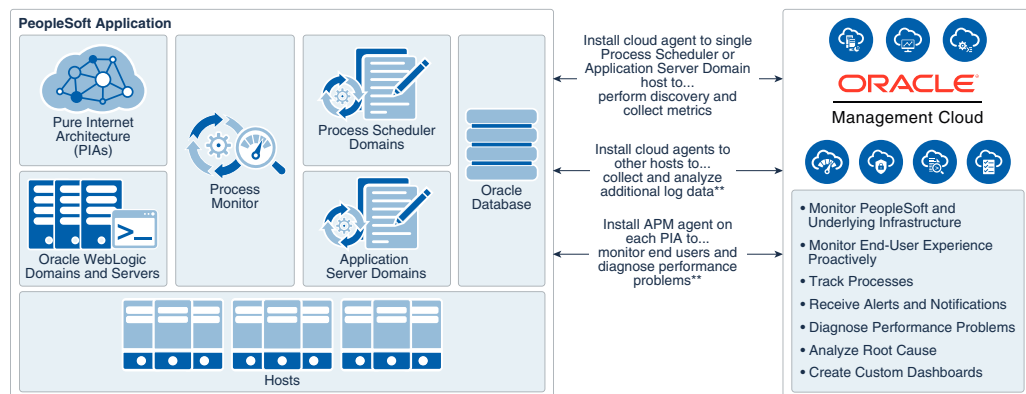 PeopleSoft Application
Pure Internet
Architecture
(PIAs)
Oracle WebLogic
Domains and Servers
Process
Monitor
Process Scheduler
Domains
Application
Server Domains
Oracle
Database
Hosts
Install cloud agent to single
Process Scheduler or
Application Server Domain
host to...
perform discovery and
collect metrics
Install cloud agents to
other hosts to...
collect and analyze
additional log data**
Install APM agent on
each PIA to...
monitor end users and
diagnose performance
problems**
ORACLE®
Management Cloud
• Monitor PeopleSoft and
Underlying Infrastructure
• Monitor End-User Experience
Proactively
• Track Processes
• Receive Alerts and Notifications
• Diagnose Performance Problems
• Analyze Root Cause
• Create Custom Dashboards